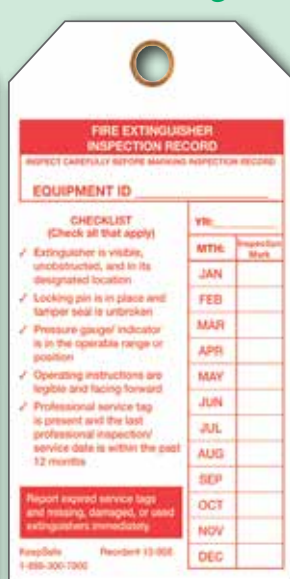 FIRE EXTINGUISHER
INSPECTION RECORD
INSPECT CAREFULLY BEFORE MARKING INSPECTION RECORD
EQUIPMENT ID
CHECKLIST
(Check all that apply)
✓ Extinguisher is visible,
unobstructed, and in its
designated location
✓ Locking pin is in place and
tamper seal is unbroken
✓ Pressure gauge/ indicator
is in the operable range or
position
✓ Operating instructions are
legible and facing forward
✓ Professional service tag
is present and the last
professional inspection/
service date is within the past
12 months
Report expired service tags
and missing, damaged, or used
extinguishers immediately.
KeepSafe Reorder#
YR:
MTH: Inspection
Mark
JAN
FEB
MAR
APR
MAY
JUN
JUL
AUG
SEP
OCT
NOV
DEC